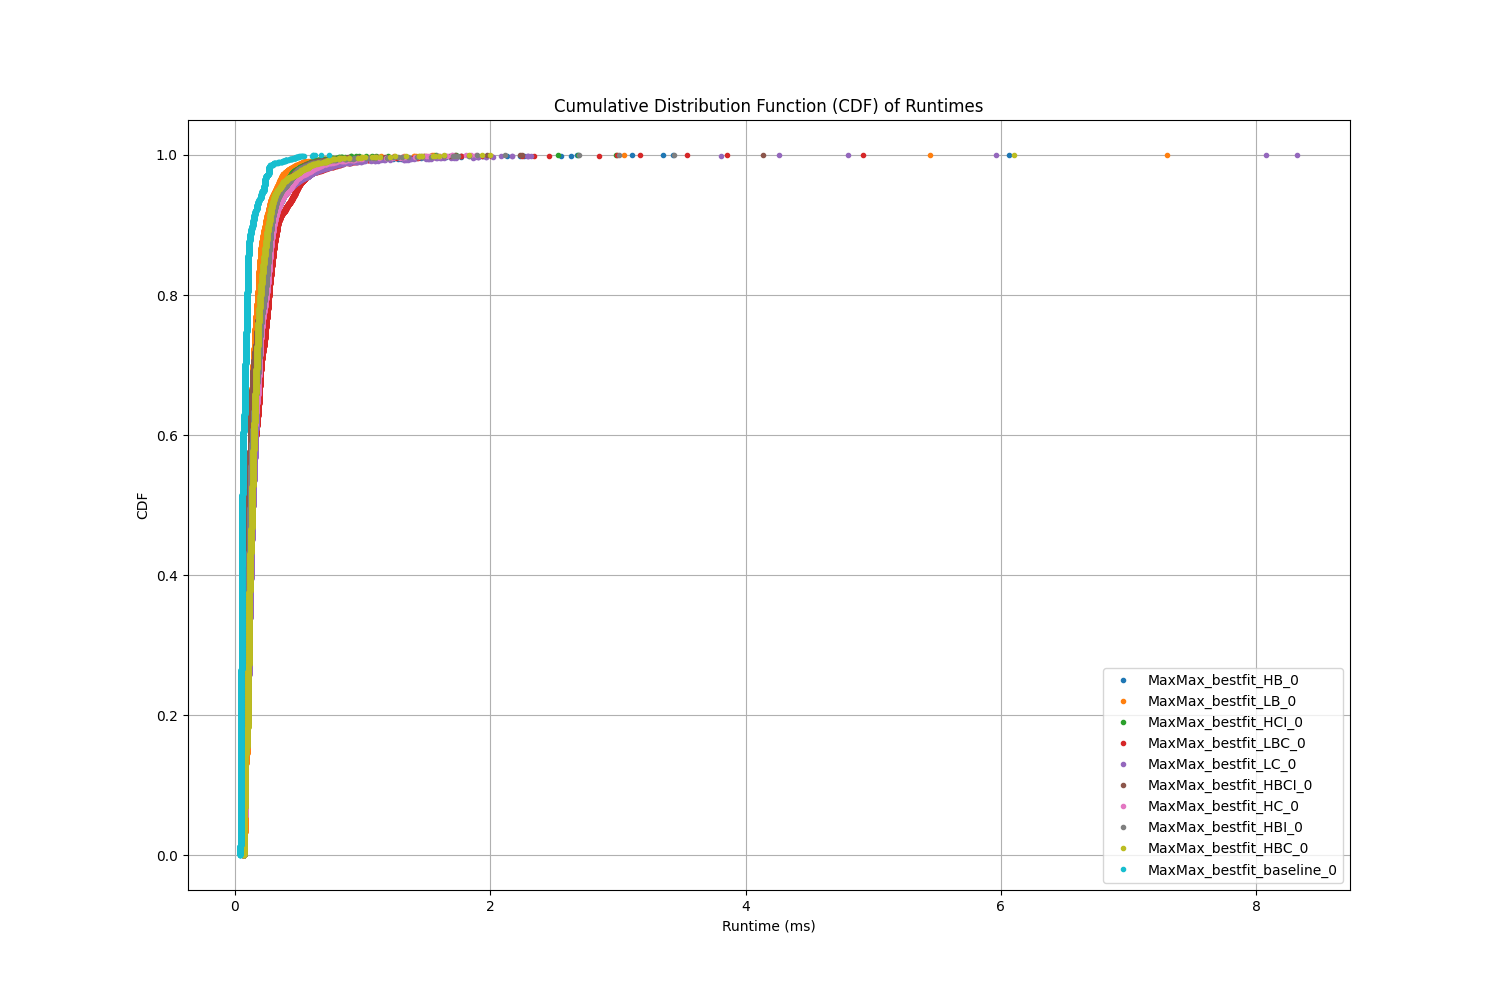 Cumulative Distribution Function (CDF) of Runtimes
1.0
0.8
0.6
0.4
0.2
0.0
CDF
0 2 4 6 8
Runtime (ms)
MaxMax_bestfit_HB_0
MaxMax_bestfit_LB_0
MaxMax_bestfit_HCI_0
MaxMax_bestfit_LBC_0
MaxMax_bestfit_LC_0
MaxMax_bestfit_HBCI_0
MaxMax_bestfit_HC_0
MaxMax_bestfit_HBI_0
MaxMax_bestfit_HBC_0
MaxMax_bestfit_baseline_0